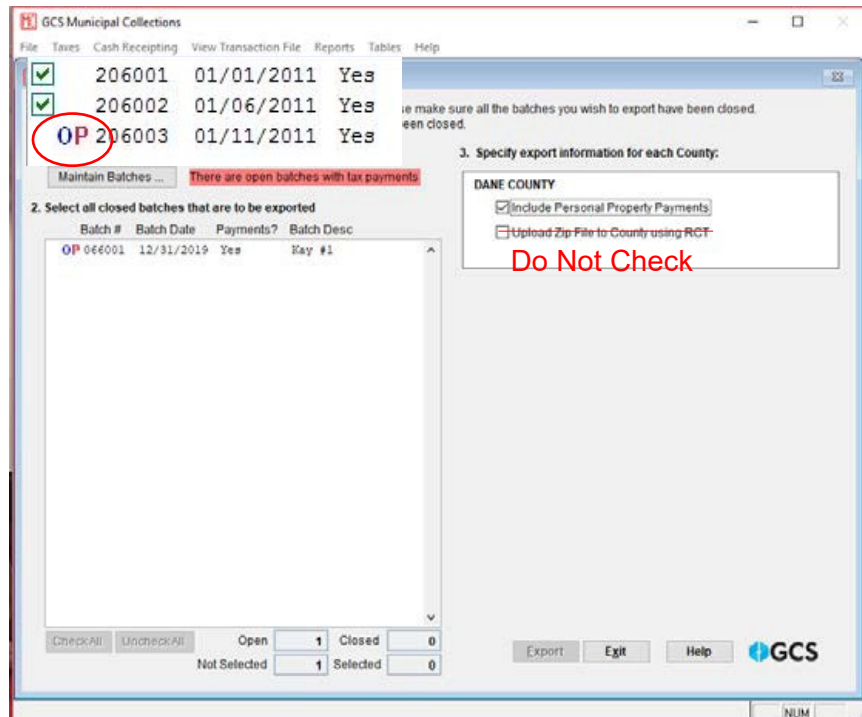 GCS Municipal Collections
File Taxes Cash Receipting View Transaction File Reports Tables Help
206001 01/01/2011 Yes
206002 01/06/2011 Yes
OP 206003 01/11/2011 Yes
make sure all the batches you wish to export have been closed.
een closed.
3. Specify export information for each County:
Maintain Batches ...
There are open batches with tax payments
DANE COUNTY
Include Personal Property Payments
Upload Zip File to County using RCT
Do Not Check
2. Select all closed batches that are to be exported
Batch # Batch Date Payments? Batch Desc
OP 066001 12/31/2019 Yes Kay #1
Check All Uncheck All Open 1 Closed 0
Not Selected 1 Selected 0
Export Exit Help GCS
NUM